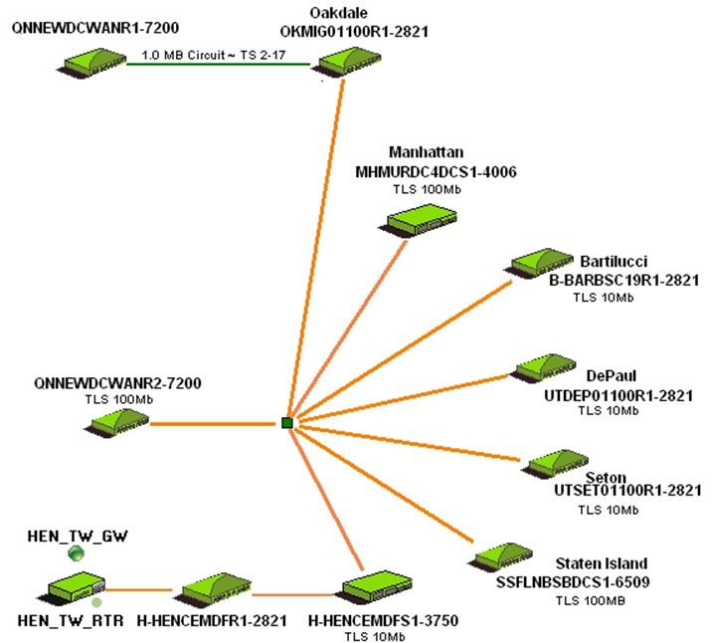 Oakdale
QNNEWDCWANR1-7200
OKMIG01100R1-2821
1.0 MB Circuit ~ TS 2-17
Manhattan
MHMURDC4DCS1-4006
TLS 100Mb
Bartilucci
B-BARBSC19R1-2821
TLS 10Mb
DePaul
UTDEP01100R1-2821
TLS 10Mb
QNNEWDCWANR2-7200
TLS 100Mb
Seton
UTSET01100R1-2821
TLS 10Mb
HEN_TW_GW
Staten Island
SSFLNBSBDCS1-6509
TLS 100MB
HEN_TW_RTR
H-HENCEMDFR1-2821
H-HENCEMDFS1-3750
TLS 10Mb